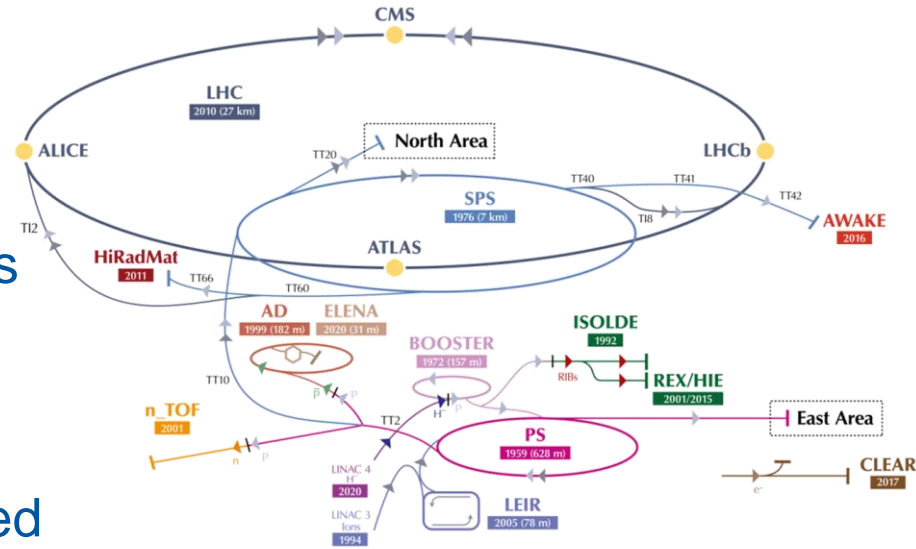 CMS
LHC
2010 (27 km)
ALICE
North Area
LHCb
TT20
TT40
TT41
SPS
1976 (7 km)
TT42
TI8
AWAKE
2016
TI2
ATLAS
HiRadMat
2011
s
TT66
TT60
AD
1999 (182 m)
ELENA
2020 (31 m)
ISOLDE
1992
BOOSTER
1972 (157 m)
RIBs
REX/HIE
2001/2015
TT10
p̄
p
H⁻
p
n_TOF
2001
TT2
East Area
PS
1959 (628 m)
n
p
LINAC 4
H⁻
2020
CLEAR
2017
e⁻
LEIR
2005 (78 m)
LINAC 3
Ions
1994
ed